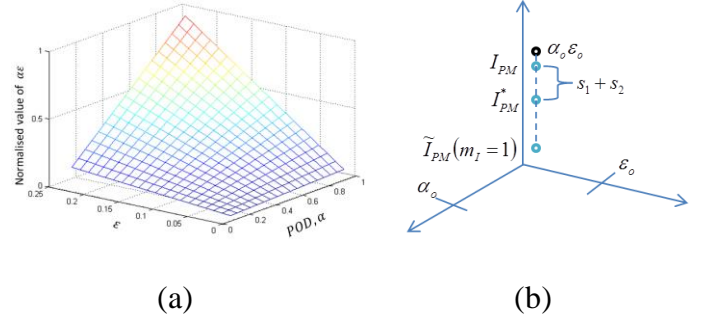 Normalised value of αε
1
0.5
0
0.25
0.2
0.15
0.1
0.05
0
ε
0
0.2
0.4
0.6
0.8
1
POD, α
(a)
α_o ε_o
I_PM
s_1 + s_2
I*_PM
Ĩ_PM(m_I = 1)
α_o
ε_o
(b)